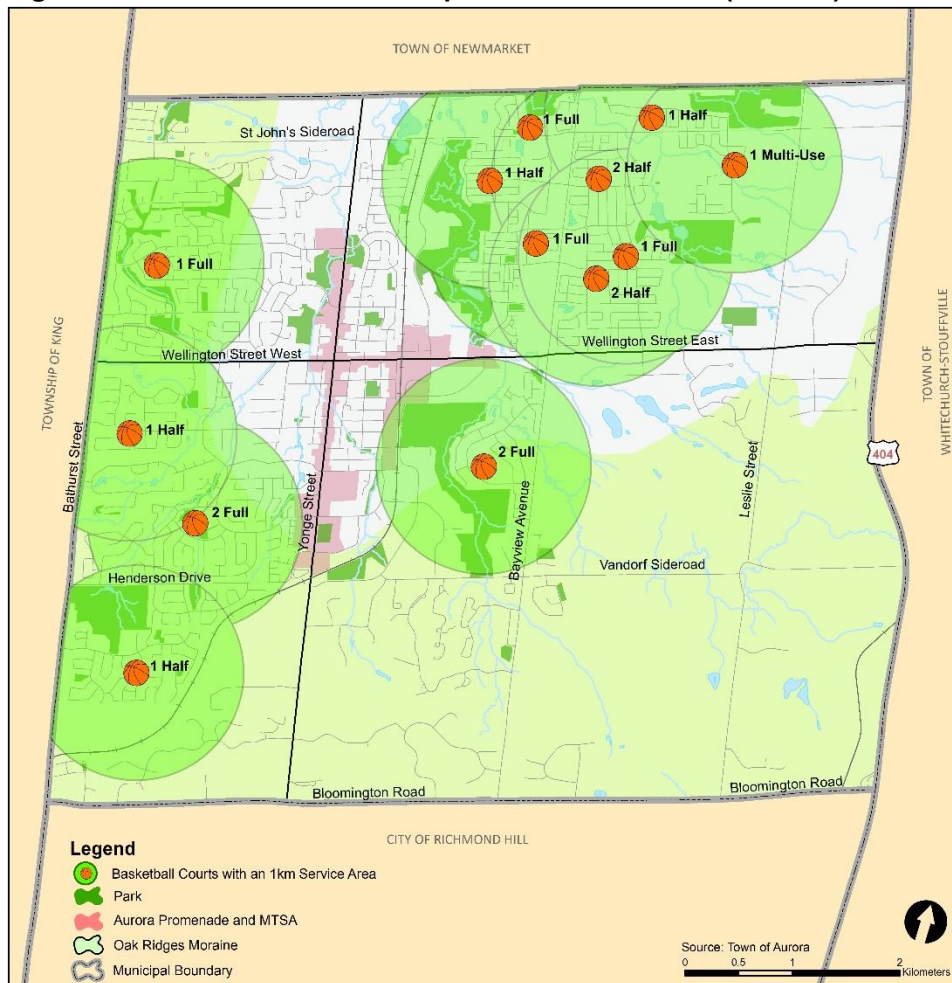 TOWN OF NEWMARKET
St John's Sideroad
1 Full
1 Half
1 Multi-Use
1 Half
2 Half
1 Full
1 Full
1 Full
2 Half
TOWNSHIP OF KING
Wellington Street West
Wellington Street East
TOWN OF
WHITECHURCH-STOUFFVILLE
Bathurst Street
1 Half
2 Full
404
Yonge Street
Bayview Avenue
Leslie Street
2 Full
Henderson Drive
Vandorf Sideroad
1 Half
Bloomington Road
Bloomington Road
CITY OF RICHMOND HILL
Legend
Basketball Courts with an 1km Service Area
Park
Aurora Promenade and MTSA
Oak Ridges Moraine
Municipal Boundary
Source: Town of Aurora
0 0.5 1 2
Kilometers